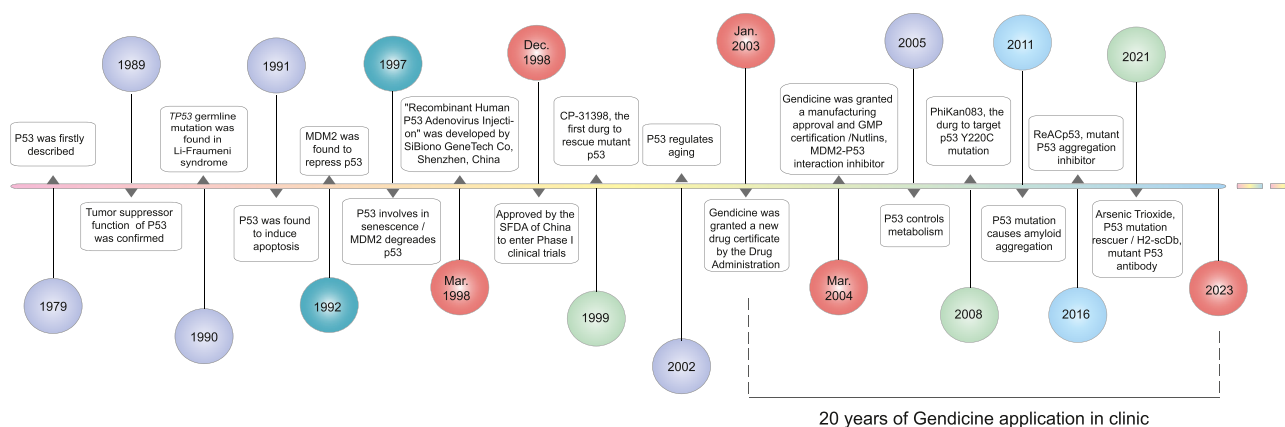 1989
1991
1997
Dec.
1998
Jan.
2003
2005
2011
2021
P53 was firstly
described
TP53 germline
mutation was
found in
Li-Fraumeni
syndrome
MDM2 was
found to
repress p53
"Recombinant Human
P53 Adenovirus Injecti-
on" was developed by
SiBiono GeneTech Co,
Shenzhen, China
CP-31398, the
first durg to
rescue mutant
p53
P53 regulates
aging
Gendicine was granted
a manufacturing
approval and GMP
certification /Nutlins,
MDM2-P53
interaction inhibitor
PhiKan083, the
durg to target
p53 Y220C
mutation
ReACp53, mutant
P53 aggregation
inhibitor
Tumor suppressor
function of P53
was confirmed
P53 was found
to induce
apoptosis
P53 involves in
senescence /
MDM2 degreades
p53
Approved by the
SFDA of China
to enter Phase I
clinical trials
Gendicine was
granted a new
drug certificate
by the Drug
Administration
P53 controls
metabolism
P53 mutation
causes amyloid
aggregation
Arsenic Trioxide,
P53 mutation
rescuer / H2-scDb,
mutant P53
antibody
1979
1990
1992
Mar.
1998
1999
2002
Mar.
2004
2008
2016
2023
20 years of Gendicine application in clinic